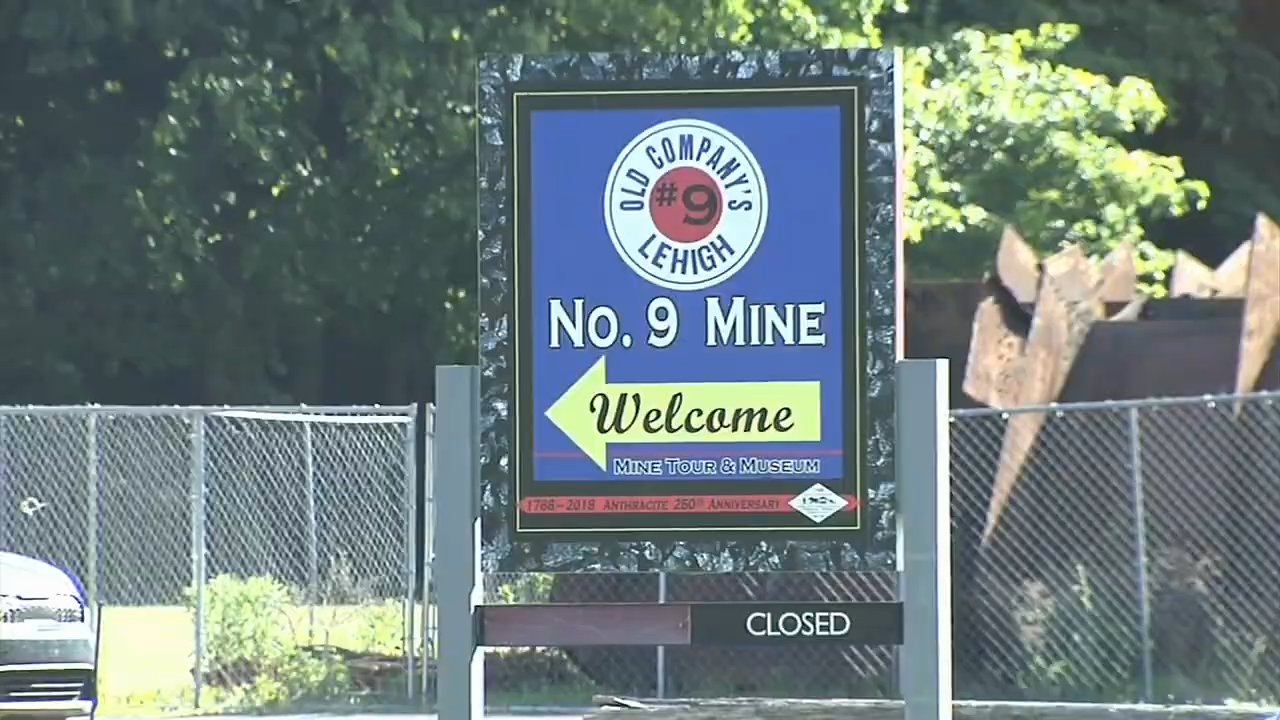 OLD COMPANY'S
#9
LEHIGH
No. 9 MINE
Welcome
MINE TOUR & MUSEUM
1768-2018 ANTHRACITE 250th ANNIVERSARY
CLOSED